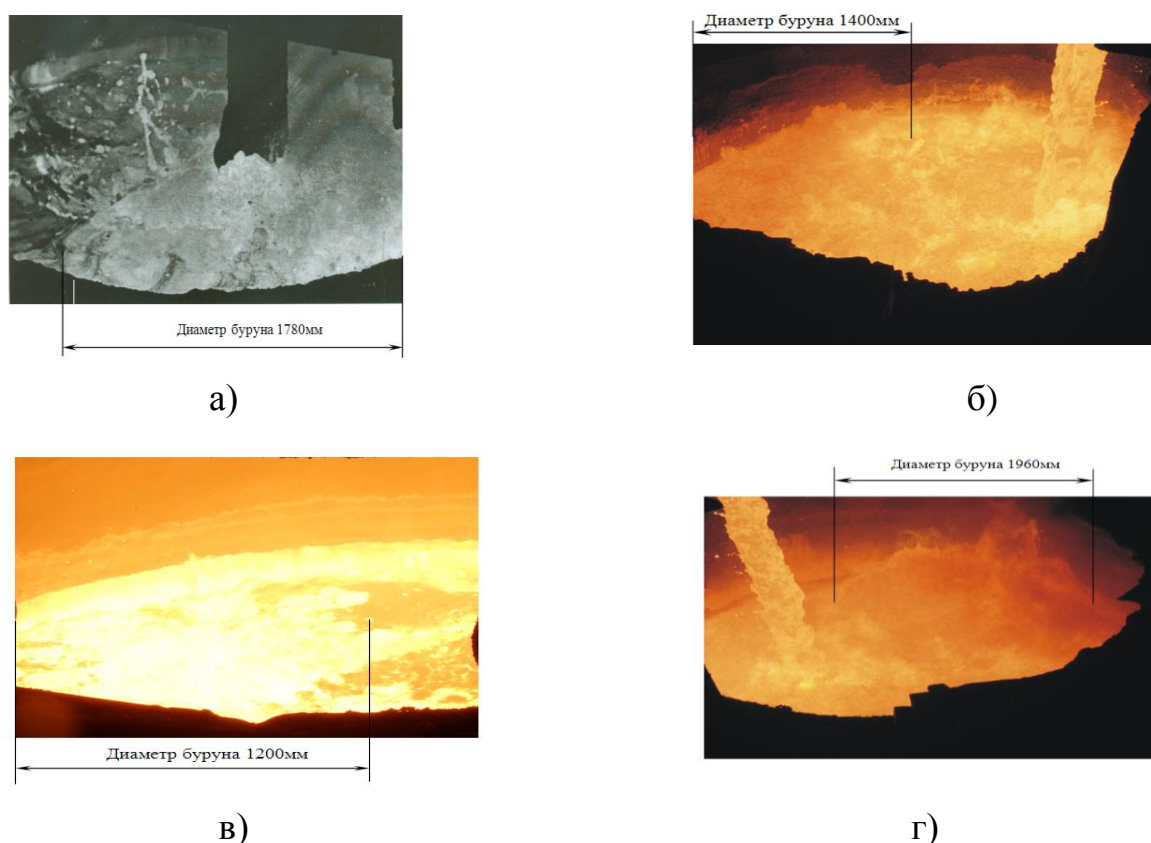 Диаметр буруна 1780мм
а)
Диаметр буруна 1400мм
б)
Диаметр буруна 1200мм
в)
Диаметр буруна 1960мм
г)